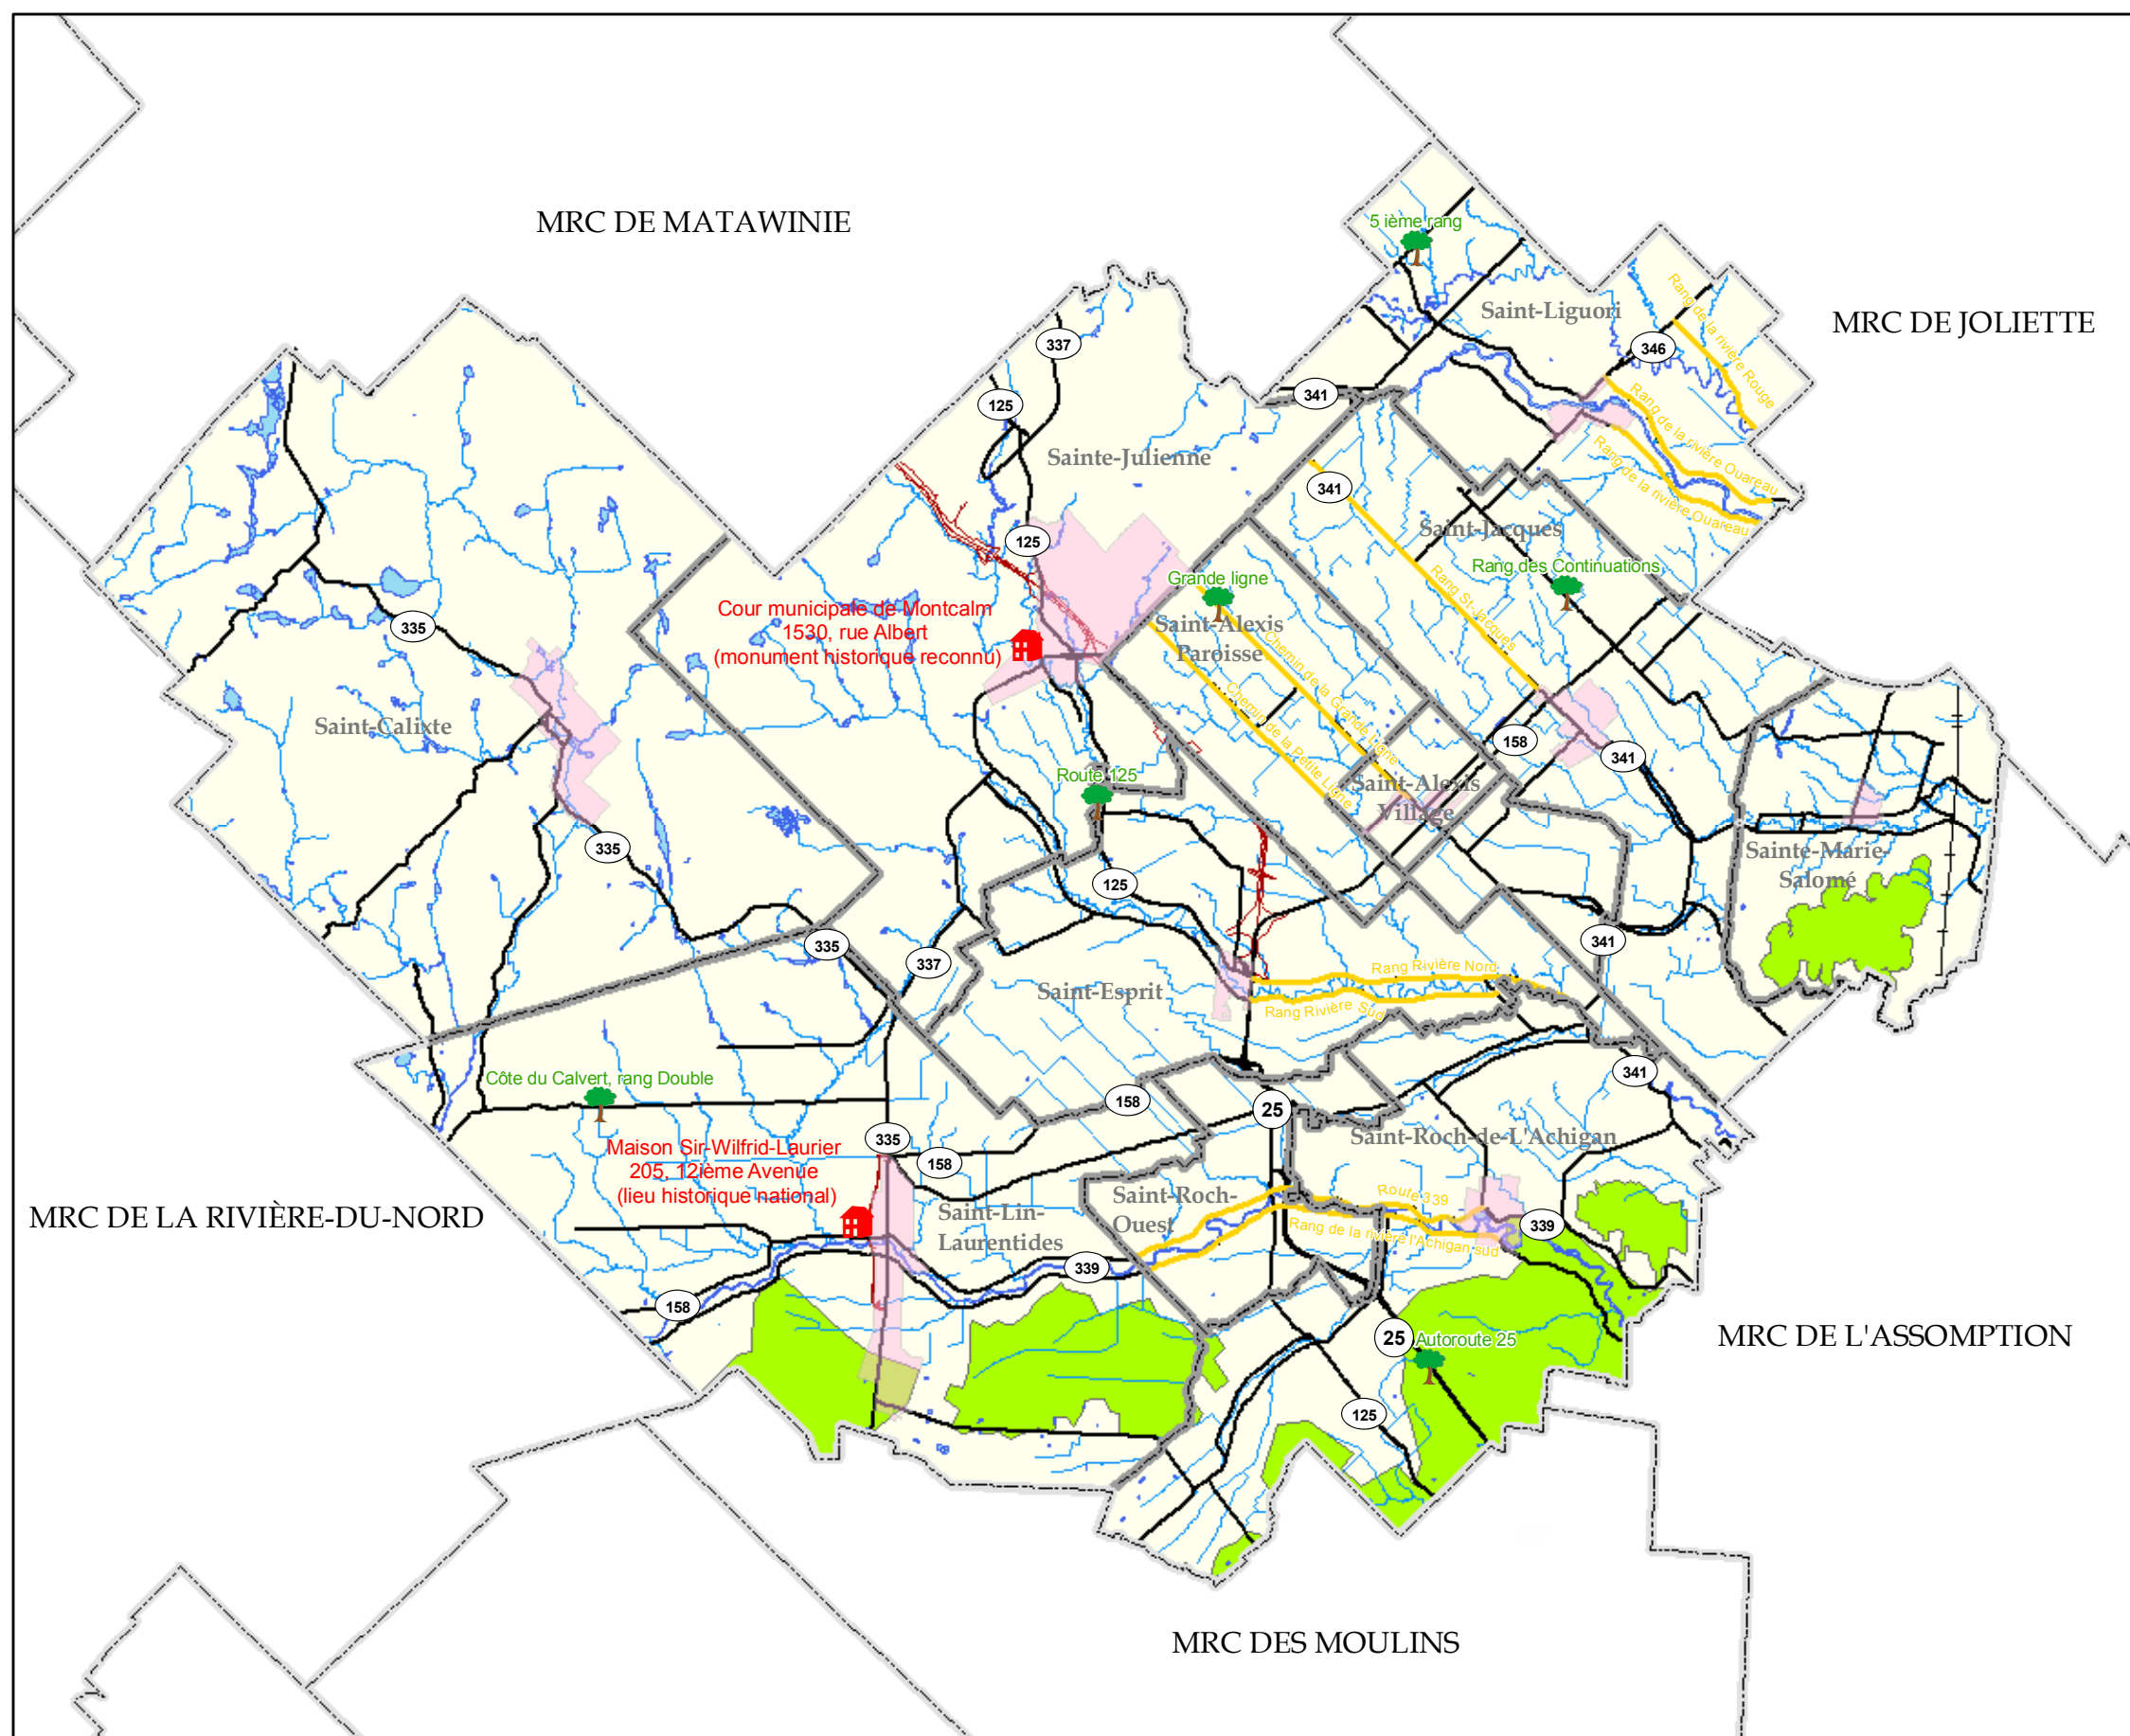 MRC DE MATAWINIE
5 ième rang
Saint-Liguori
Rang de la rivière Rouge
MRC DE JOLIETTE
337
346
125
341
Rang de la rivière Ouareau
Rang de la rivière Ouareau
Sainte-Julienne
341
Saint-Jacques
125
Rang des Continuations
Grande ligne
Rang St-Jacques
Cour municipale de Montcalm
1530, rue Albert
(monument historique reconnu)
335
Saint-Alexis
Paroisse
Chemin de la Grande Ligne
Chemin de la Petite Ligne
Saint-Calixte
158
341
Route 125
Saint-Alexis
Village
335
Sainte-Marie-
Salomé
125
335
337
341
Rang Rivière Nord
Saint-Esprit
Rang Rivière Sud
341
Côte du Calvert, rang Double
158
25
335
Saint-Roch-de-L'Achigan
Maison Sir-Wilfrid-Laurier
205, 12ième Avenue
(lieu historique national)
158
Saint-Roch-
Ouest
Route 339
MRC DE LA RIVIÈRE-DU-NORD
Saint-Lin-
Laurentides
339
Rang de la rivière l'Achigan sud
339
158
25
Autoroute 25
MRC DE L'ASSOMPTION
125
MRC DES MOULINS